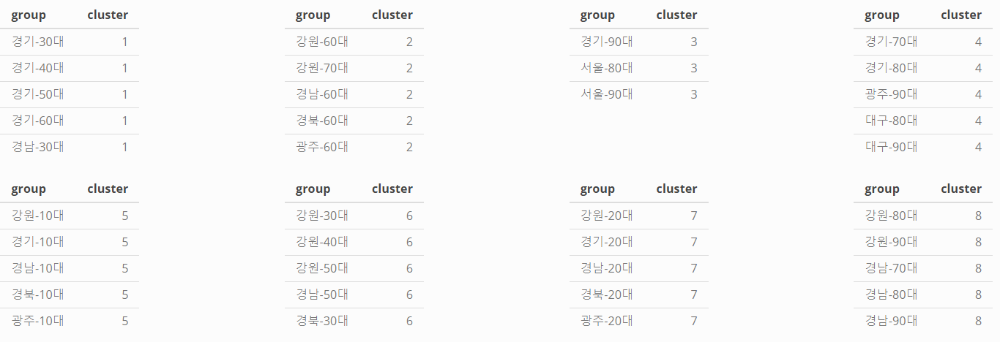 group cluster group cluster group cluster group cluster
경기-30대 1 강원-60대 2 경기-90대 3 경기-70대 4
경기-40대 1 강원-70대 2 서울-80대 3 경기-80대 4
경기-50대 1 경남-60대 2 서울-90대 3 광주-90대 4
경기-60대 1 경북-60대 2 대구-80대 4
경남-30대 1 광주-60대 2 대구-90대 4
group cluster group cluster group cluster group cluster
강원-10대 5 강원-30대 6 강원-20대 7 강원-80대 8
경기-10대 5 강원-40대 6 경기-20대 7 강원-90대 8
경남-10대 5 강원-50대 6 경남-20대 7 경남-70대 8
경북-10대 5 경남-50대 6 경북-20대 7 경남-80대 8
광주-10대 5 경북-30대 6 광주-20대 7 경남-90대 8